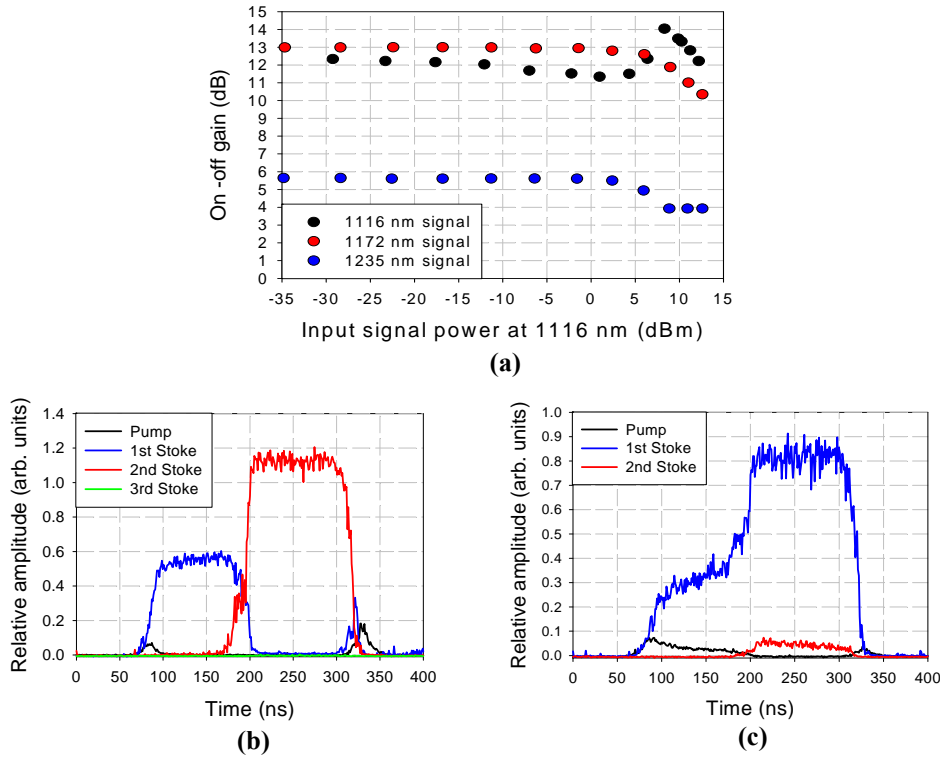 15
14
13
12
11
10
9
8
7
6
5
4
3
2
1
0
On -off gain (dB)
1116 nm signal
1172 nm signal
1235 nm signal
-35 -30 -25 -20 -15 -10 -5 0 5 10 15
Input signal power at 1116 nm (dBm)
(a)
1.4
1.2
1.0
0.8
0.6
0.4
0.2
0.0
Relative amplitude (arb. units)
Pump
1st Stoke
2nd Stoke
3rd Stoke
0 50 100 150 200 250 300 350 400
Time (ns)
(b)
1.0
0.9
0.8
0.7
0.6
0.5
0.4
0.3
0.2
0.1
0.0
Relative amplitude (arb. units)
Pump
1st Stoke
2nd Stoke
0 50 100 150 200 250 300 350 400
Time (ns)
(c)